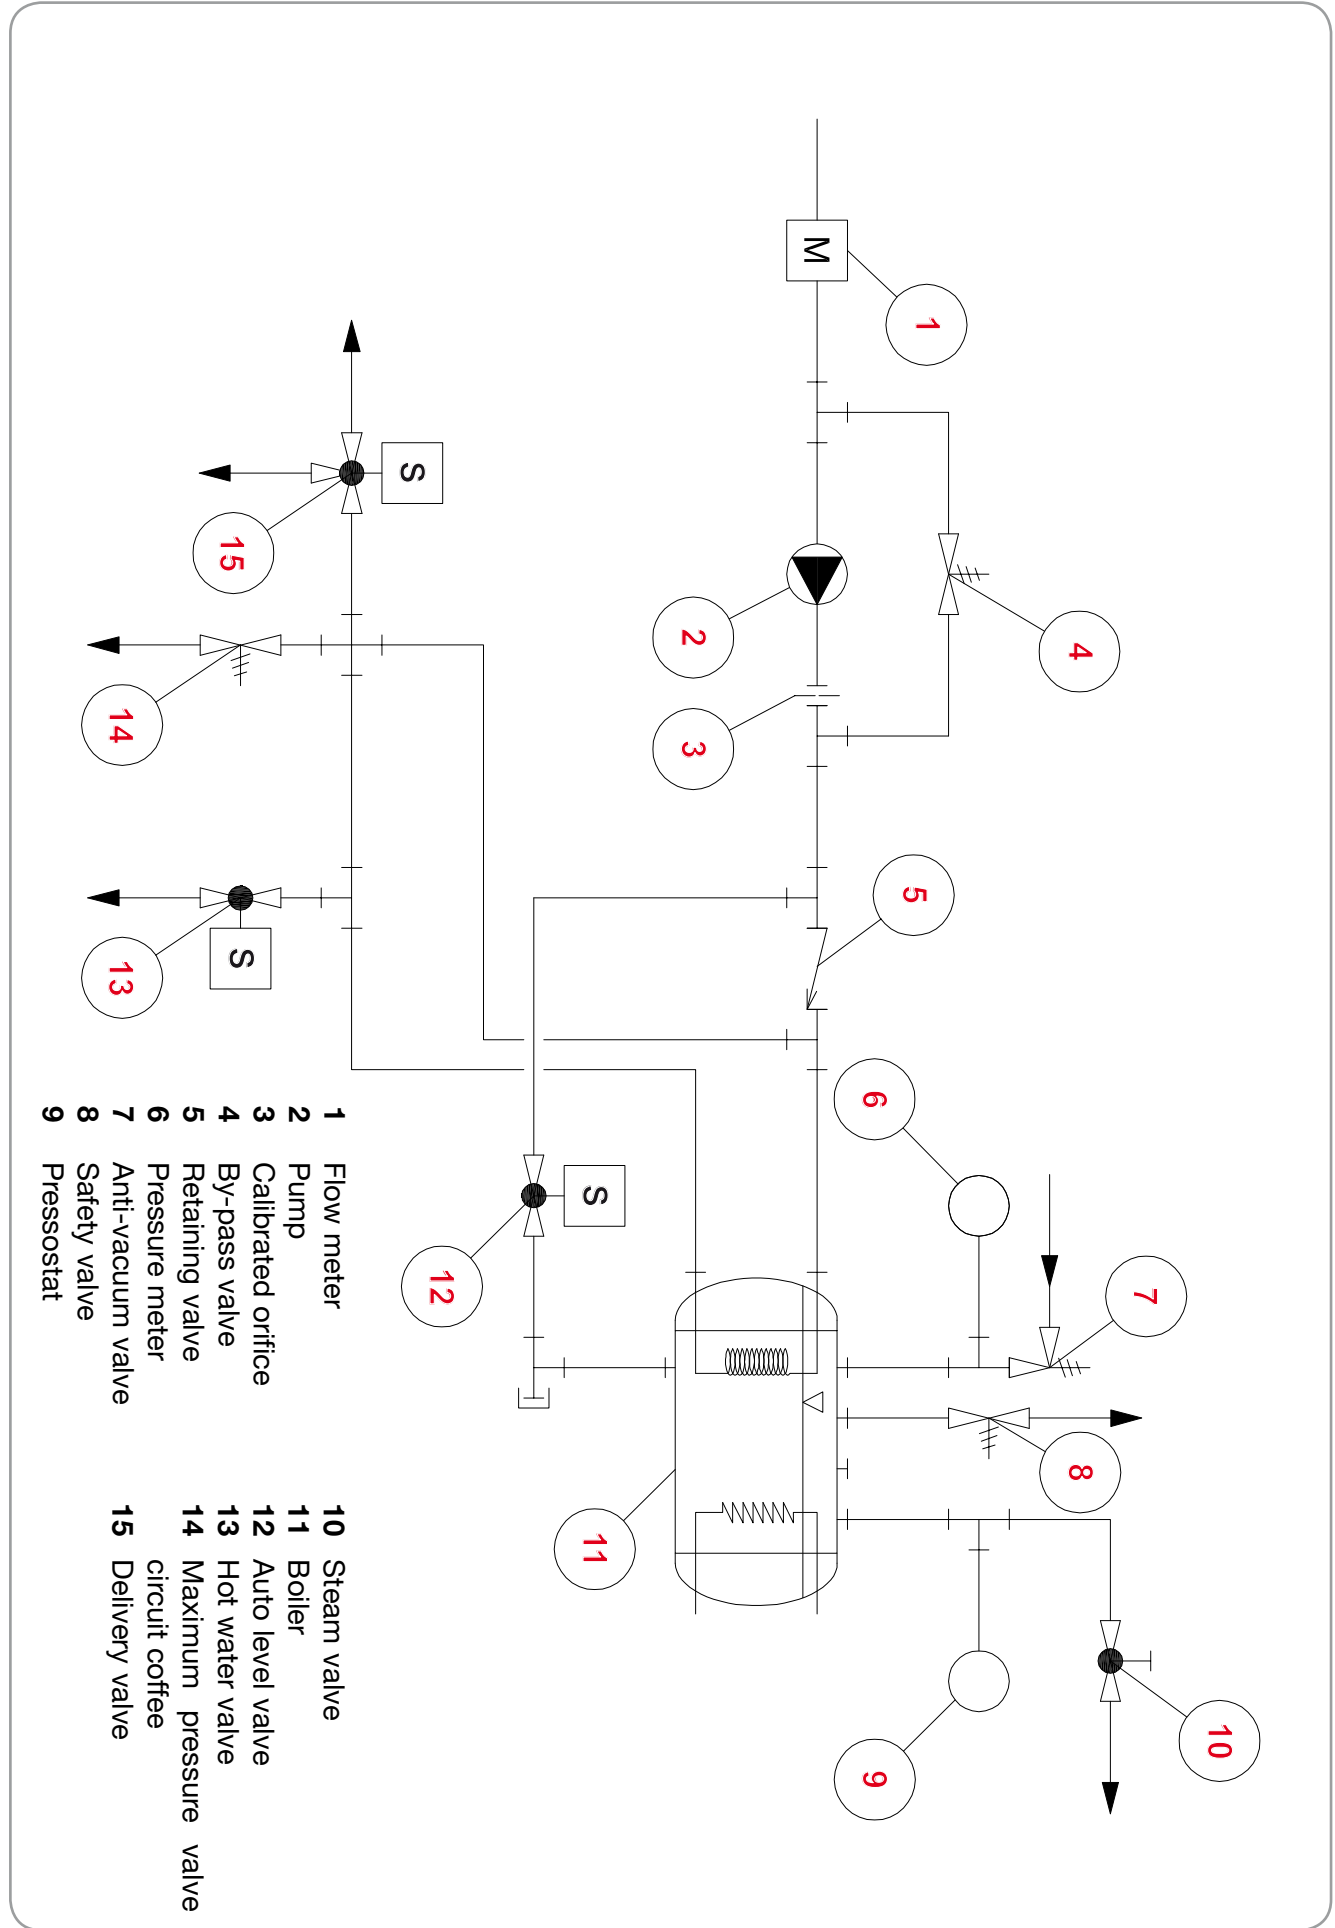 M
1
2
3
4
5
6
7
8
9
10
11
12
13
14
15
S
S
S
1 Flow meter
2 Pump
3 Calibrated orifice
4 By-pass valve
5 Retaining valve
6 Pressure meter
7 Anti-vacuum valve
8 Safety valve
9 Pressostat
10 Steam valve
11 Boiler
12 Auto level valve
13 Hot water valve
14 Maximum pressure valve
circuit coffee
15 Delivery valve